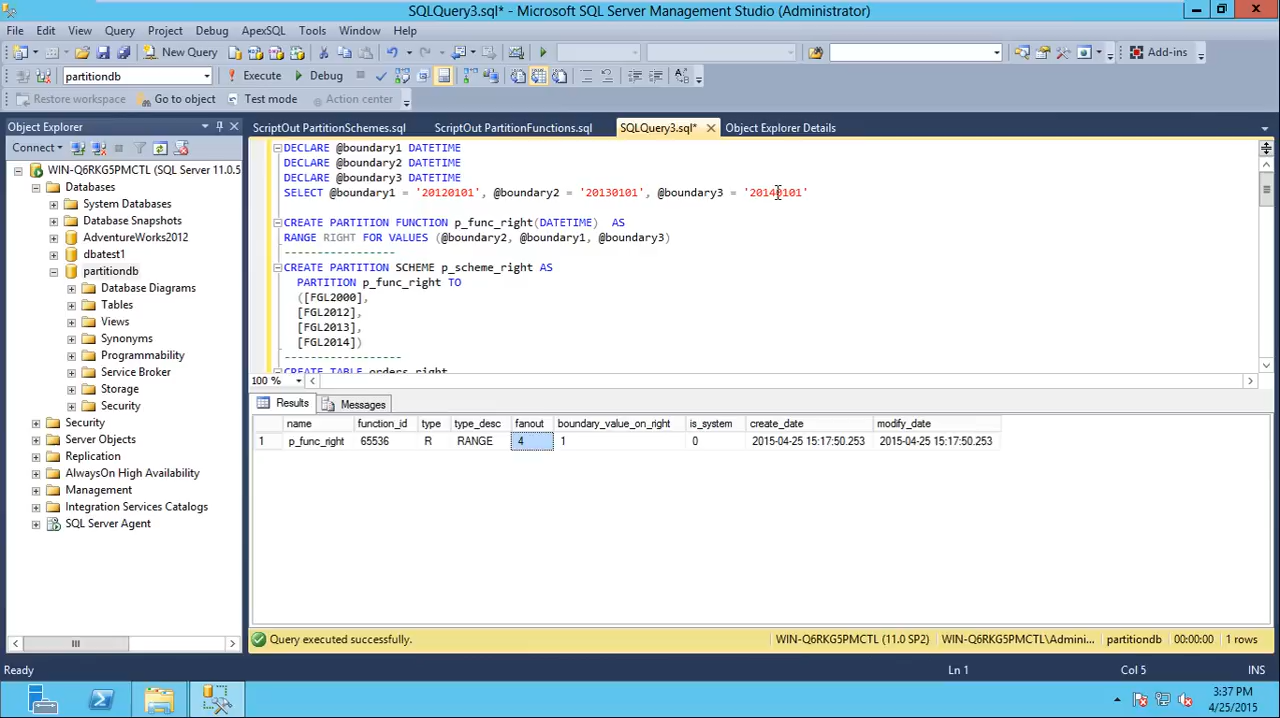 SQLQuery3.sql* - Microsoft SQL Server Management Studio (Administrator)
File Edit View Query Project Debug ApexSQL Tools Window Help
New Query Add-ins
partitiondb Execute Debug
Restore workspace Go to object Test mode Action center
Object Explorer
ScriptOut PartitionSchemes.sql ScriptOut PartitionFunctions.sql SQLQuery3.sql* Object Explorer Details
Connect
WIN-Q6RKG5PMCTL (SQL Server 11.0.5
Databases
System Databases
Database Snapshots
AdventureWorks2012
dbatest1
partitiondb
Database Diagrams
Tables
Views
Synonyms
Programmability
Service Broker
Storage
Security
Security
Server Objects
Replication
AlwaysOn High Availability
Management
Integration Services Catalogs
SQL Server Agent
DECLARE @boundary1 DATETIME
DECLARE @boundary2 DATETIME
DECLARE @boundary3 DATETIME
SELECT @boundary1 = '20120101', @boundary2 = '20130101', @boundary3 = '20140101'
CREATE PARTITION FUNCTION p_func_right(DATETIME) AS
RANGE RIGHT FOR VALUES (@boundary2, @boundary1, @boundary3)
-----------------
CREATE PARTITION SCHEME p_scheme_right AS
PARTITION p_func_right TO
([FGL2000],
[FGL2012],
[FGL2013],
[FGL2014])
------------------
CREATE TABLE orders_right
100 %
Results Messages
name function_id type type_desc fanout boundary_value_on_right is_system create_date modify_date
1 p_func_right 65536 R RANGE 4 1 0 2015-04-25 15:17:50.253 2015-04-25 15:17:50.253
Query executed successfully. WIN-Q6RKG5PMCTL (11.0 SP2) WIN-Q6RKG5PMCTL\Admini... partitiondb 00:00:00 1 rows
Ready Ln 1 Col 5 INS
3:37 PM
4/25/2015